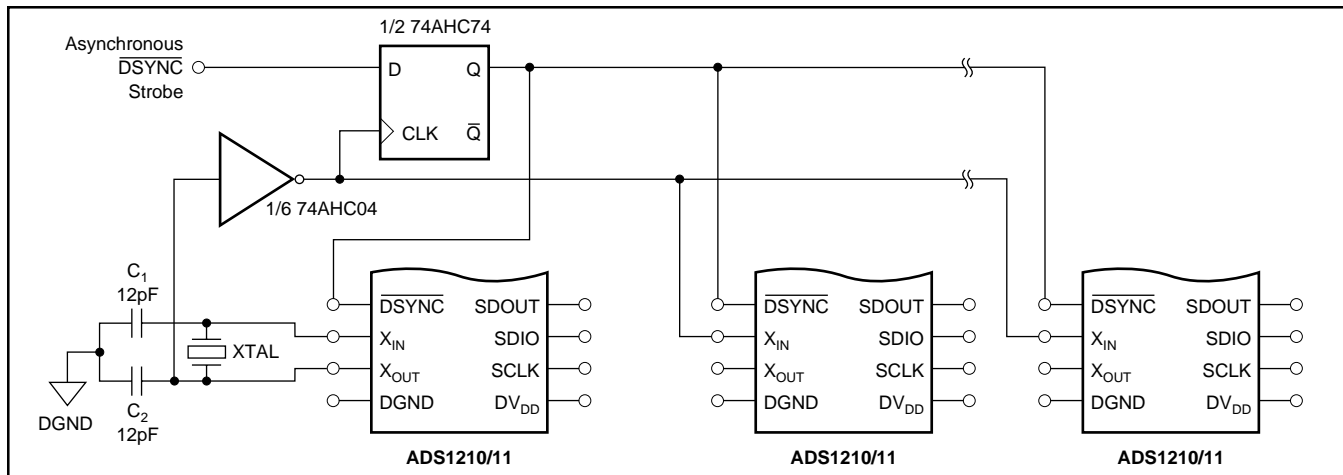 1/2 74AHC74
Asynchronous
DSYNC
Strobe
D Q
CLK Q
1/6 74AHC04
C1
12pF
XTAL
C2
12pF
DGND
DSYNC SDOUT
XIN SDIO
XOUT SCLK
DGND DVDD
ADS1210/11
DSYNC SDOUT
XIN SDIO
XOUT SCLK
DGND DVDD
ADS1210/11
DSYNC SDOUT
XIN SDIO
XOUT SCLK
DGND DVDD
ADS1210/11